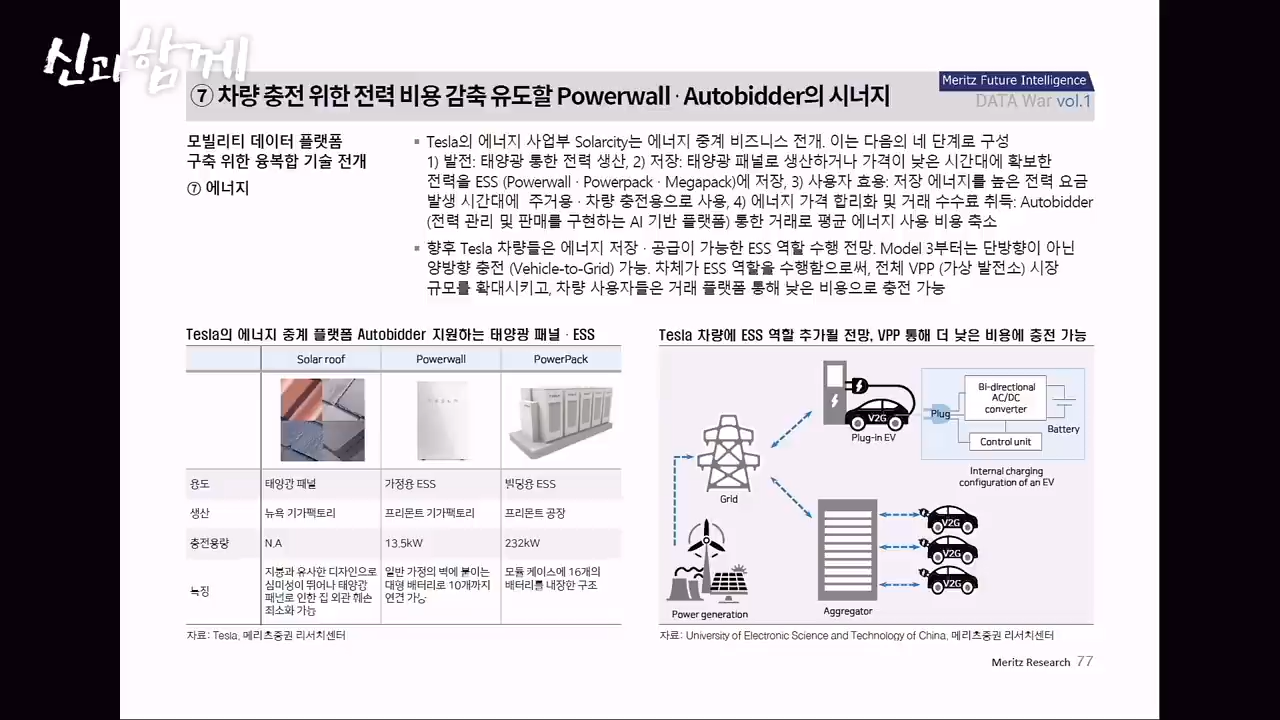 신과함께
Meritz Future Intelligence
DATA War vol.1
⑦ 차량 충전 위한 전력 비용 감축 유도할 Powerwall · Autobidder의 시너지
모빌리티 데이터 플랫폼
구축 위한 융복합 기술 전개
⑦ 에너지
▪ Tesla의 에너지 사업부 Solarcity는 에너지 중계 비즈니스 전개. 이는 다음의 네 단계로 구성
1) 발전: 태양광 통한 전력 생산, 2) 저장: 태양광 패널로 생산하거나 가격이 낮은 시간대에 확보한
전력을 ESS (Powerwall · Powerpack · Megapack)에 저장, 3) 사용자 효용: 저장 에너지를 높은 전력 요금
발생 시간대에 주거용 · 차량 충전용으로 사용, 4) 에너지 가격 합리화 및 거래 수수료 취득: Autobidder
(전력 관리 및 판매를 구현하는 AI 기반 플랫폼) 통한 거래로 평균 에너지 사용 비용 축소
▪ 향후 Tesla 차량들은 에너지 저장 · 공급이 가능한 ESS 역할 수행 전망. Model 3부터는 단방향이 아닌
양방향 충전 (Vehicle-to-Grid) 가능. 차체가 ESS 역할을 수행함으로써, 전체 VPP (가상 발전소) 시장
규모를 확대시키고, 차량 사용자들은 거래 플랫폼 통해 낮은 비용으로 충전 가능
Tesla의 에너지 중계 플랫폼 Autobidder 지원하는 태양광 패널 · ESS
Solar roof Powerwall PowerPack
TESLA
용도 태양광 패널 가정용 ESS 빌딩용 ESS
생산 뉴욕 기가팩토리 프리몬트 기가팩토리 프리몬트 공장
충전용량 N.A 13.5kW 232kW
특징
지붕과 유사한 디자인으로 일반 가정의 벽에 붙이는 모듈 케이스에 16개의
심미성이 뛰어나 태양광 대형 배터리로 10개까지 배터리를 내장한 구조
패널로 인한 집 외관 훼손 연결 가능
최소화 가능
자료: Tesla, 메리츠증권 리서치센터
Tesla 차량에 ESS 역할 추가될 전망, VPP 통해 더 낮은 비용에 충전 가능
V2G
Plug-in EV
Plug
Bi-directional
AC/DC
converter
Battery
Control unit
Internal charging
configuration of an EV
Grid
Power generation
Aggregator
V2G
V2G
V2G
자료: University of Electronic Science and Technology of China, 메리츠증권 리서치센터
Meritz Research 77